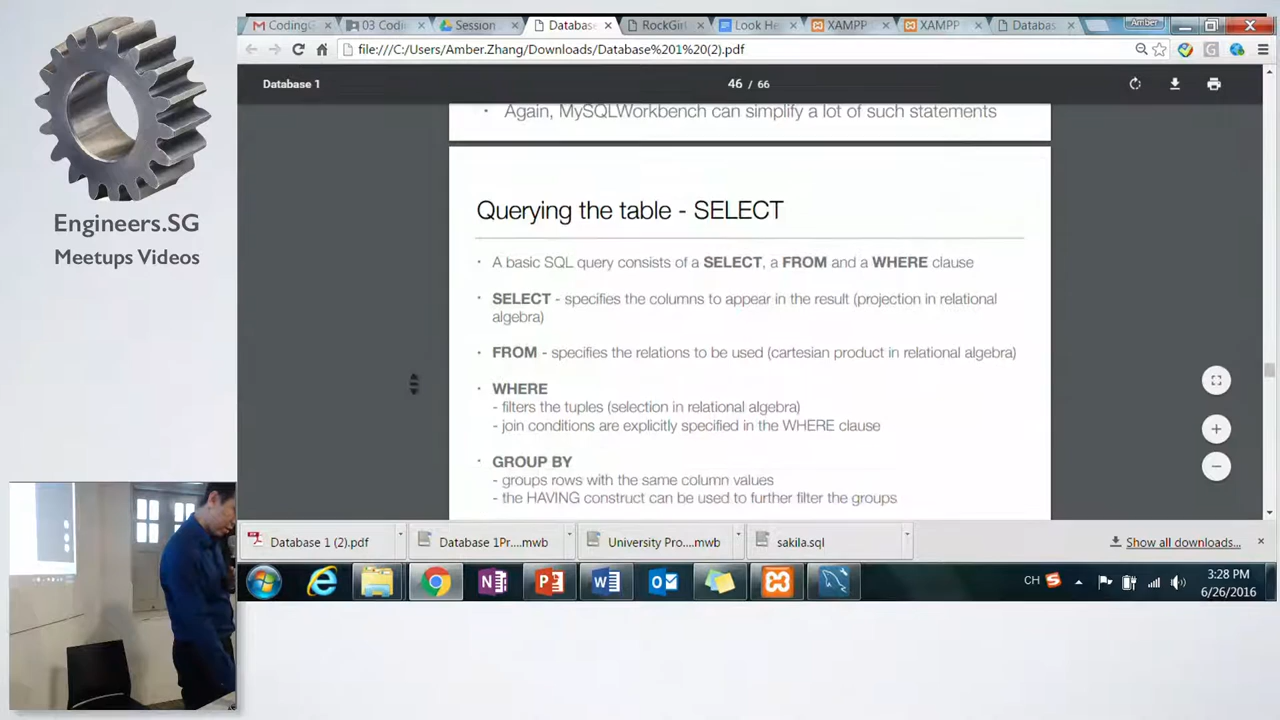 CodingG
03 Codi
Session
Databas
RockGirl
Look He
XAMPP
XAMPP
Databas
Amber
file:///C:/Users/Amber.Zhang/Downloads/Database%201%20(2).pdf
Database 1
46 / 66
Again, MySQLWorkbench can simplify a lot of such statements
Querying the table - SELECT
· A basic SQL query consists of a SELECT, a FROM and a WHERE clause
· SELECT - specifies the columns to appear in the result (projection in relational
algebra)
· FROM - specifies the relations to be used (cartesian product in relational algebra)
· WHERE
- filters the tuples (selection in relational algebra)
- join conditions are explicitly specified in the WHERE clause
· GROUP BY
- groups rows with the same column values
- the HAVING construct can be used to further filter the groups
Engineers.SG
Meetups Videos
Database 1 (2).pdf
Database 1Pr....mwb
University Pro....mwb
sakila.sql
Show all downloads...
CH
3:28 PM
6/26/2016